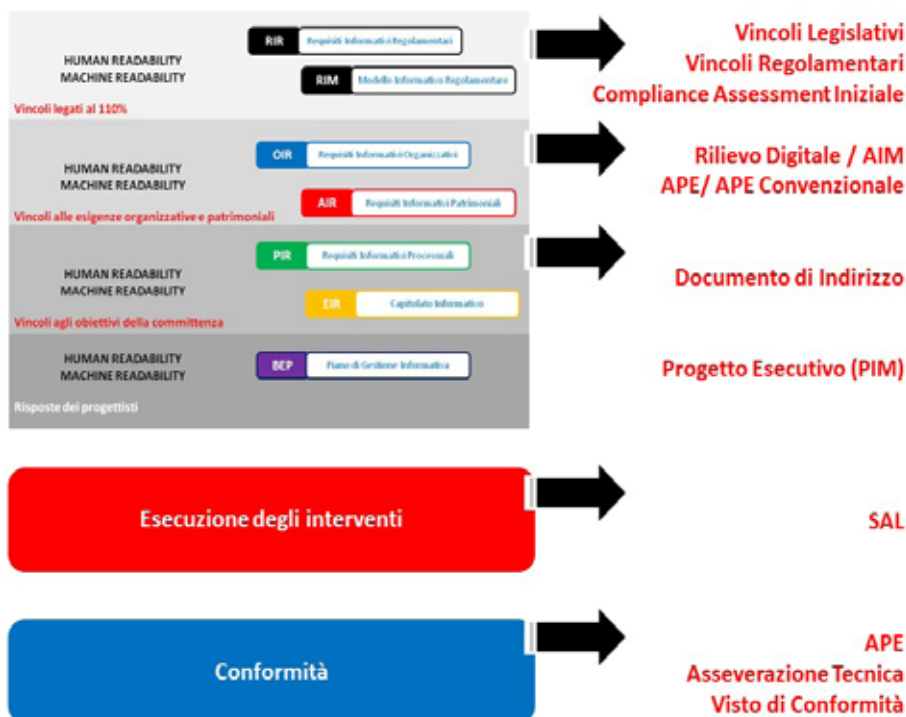 RIR Requisiti Informativi Regolamentari
HUMAN READABILITY
MACHINE READABILITY
RIM Modello Informativo Regolamentare
Vincoli legati al 110%
Vincoli Legislativi
Vincoli Regolamentari
Compliance Assessment Iniziale
OIR Requisiti Informativi Organizzativi
HUMAN READABILITY
MACHINE READABILITY
AIR Requisiti Informativi Patrimoniali
Vincoli alle esigenze organizzative e patrimoniali
Rilievo Digitale / AIM
APE/ APE Convenzionale
PIR Requisiti Informativi Processuali
HUMAN READABILITY
MACHINE READABILITY
EIR Capitolato Informativo
Vincoli agli obiettivi della committenza
Documento di Indirizzo
HUMAN READABILITY
MACHINE READABILITY
BEP Piano di Gestione Informativa
Risposte dei progettisti
Progetto Esecutivo (PIM)
Esecuzione degli interventi
SAL
Conformità
APE
Asseverazione Tecnica
Visto di Conformità